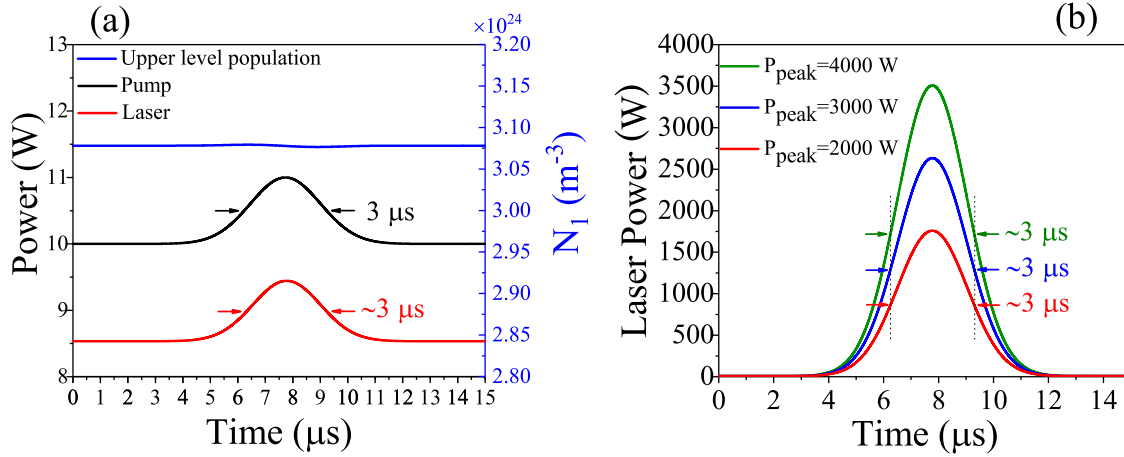 (a)
×10^24
Upper level population
Pump
Laser
Power (W)
13
12
11
10
9
8
3 μs
~3 μs
N_1 (m^-3)
3.20
3.15
3.10
3.05
3.00
2.95
2.90
2.85
2.80
0 1 2 3 4 5 6 7 8 9 10 11 12 13 14 15
Time (μs)
(b)
P_peak=4000 W
P_peak=3000 W
P_peak=2000 W
Laser Power (W)
4000
3500
3000
2500
2000
1500
1000
500
0
~3 μs
~3 μs
~3 μs
0 2 4 6 8 10 12 14
Time (μs)